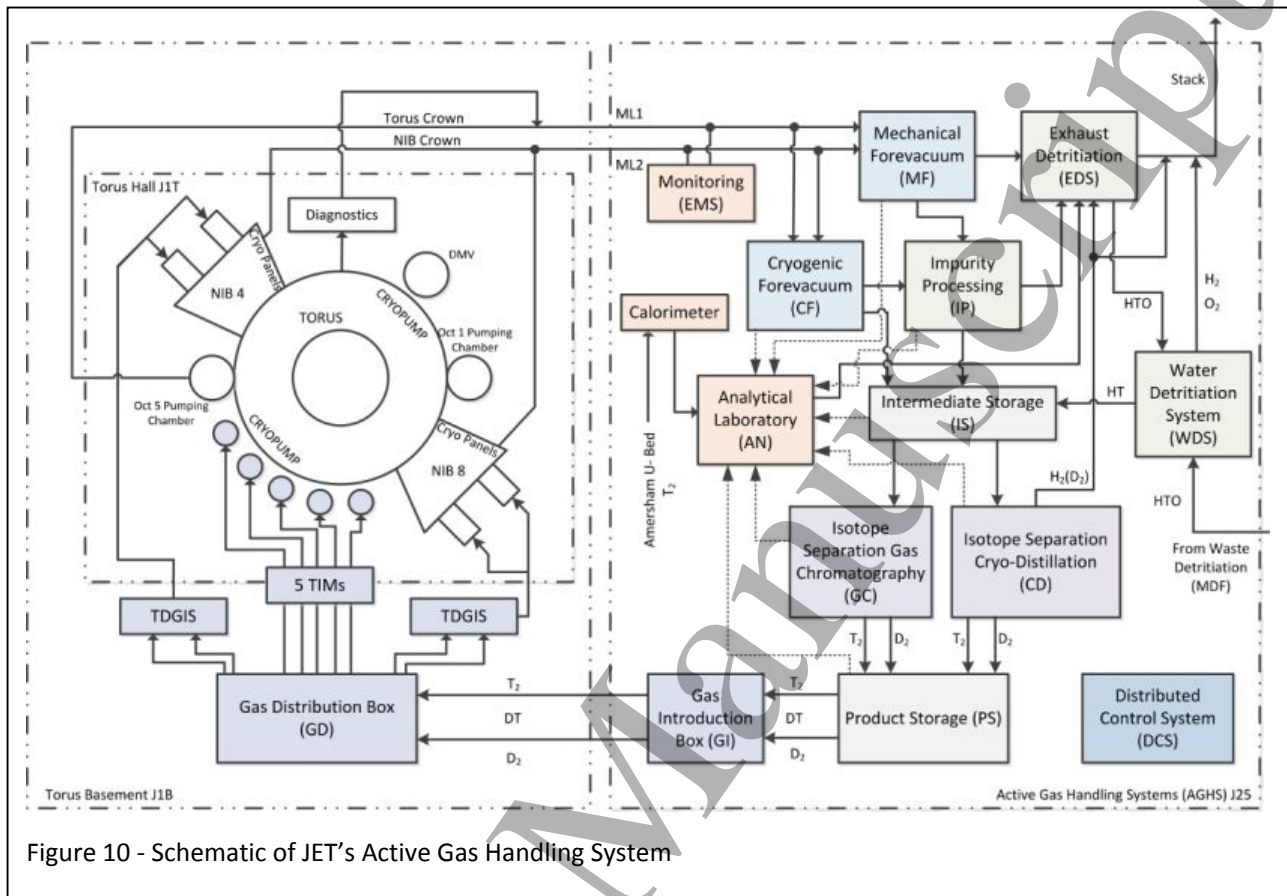 Stack
Torus Crown
ML1
NIB Crown
ML2
Mechanical
Forevacuum
(MF)
Exhaust
Detritiation
(EDS)
Monitoring
(EMS)
Torus Hall J1T
Diagnostics
Cryo Panels
NIB 4
DMV
CRYOPUMP
TORUS
Oct 1 Pumping
Chamber
Oct 5 Pumping
Chamber
CRYOPUMP
Cryo Panels
NIB 8
Cryogenic
Forevacuum
(CF)
Impurity
Processing
(IP)
HTO
H2
O2
Calorimeter
Analytical
Laboratory
(AN)
Intermediate Storage
(IS)
HT
Water
Detritiation
System
(WDS)
Amersham U- Bed
T2
H2(D2)
HTO
From Waste
Detritiation
(MDF)
Isotope
Separation Gas
Chromatography
(GC)
Isotope Separation
Cryo-Distillation
(CD)
5 TIMs
TDGIS
TDGIS
T2
D2
T2
D2
Gas Distribution Box
(GD)
T2
DT
D2
Gas
Introduction
Box (GI)
T2
DT
D2
Product Storage (PS)
Distributed
Control System
(DCS)
Torus Basement J1B
Active Gas Handling Systems (AGHS) J25
Manuscrip
Figure 10 - Schematic of JET’s Active Gas Handling System